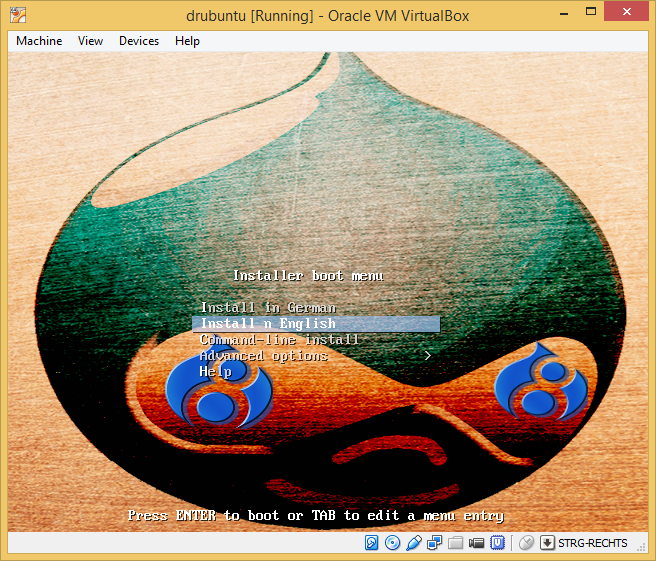 drubuntu [Running] - Oracle VM VirtualBox
Machine View Devices Help
Installer boot menu
Install in German
Install n English
Command-line install
Advanced options >
Help
Press ENTER to boot or TAB to edit a menu entry
STRG-RECHTS